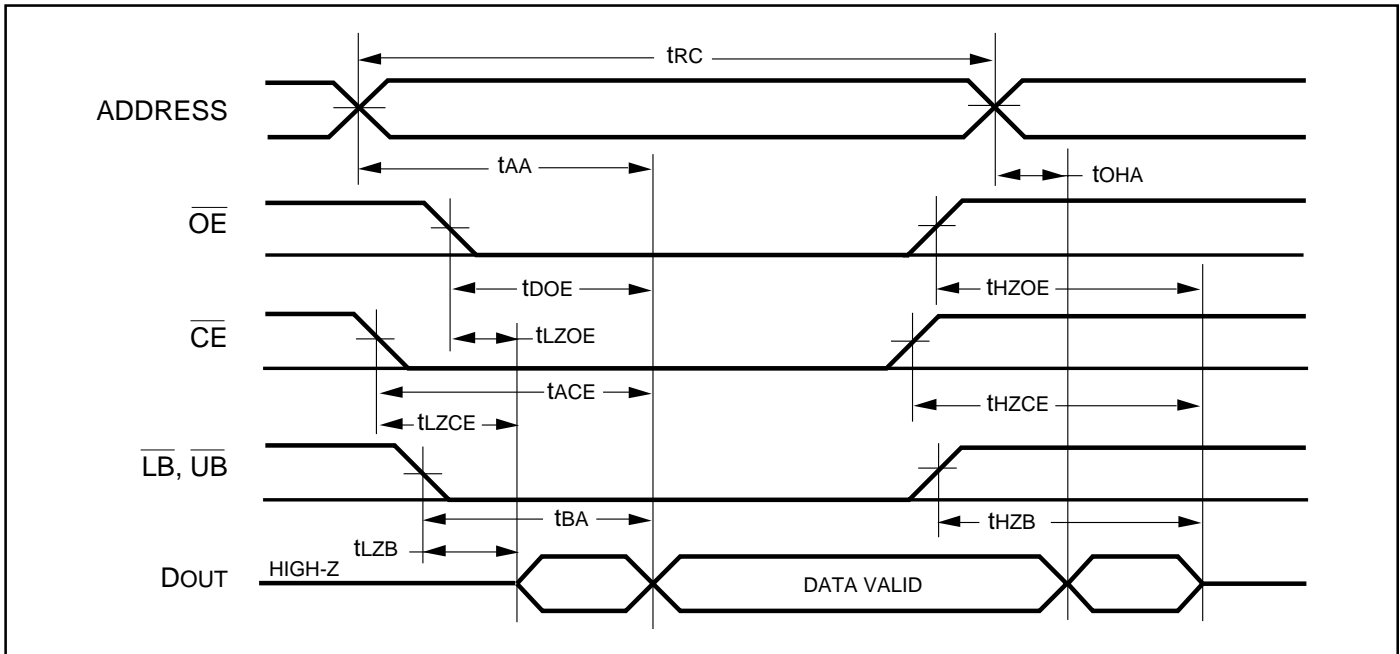 tRC
ADDRESS
tAA
tOHA
OE
tDOE
tHZOE
CE
tLZOE
tACE
tHZCE
tLZCE
LB, UB
tBA
tHZB
tLZB
DOUT
HIGH-Z
DATA VALID